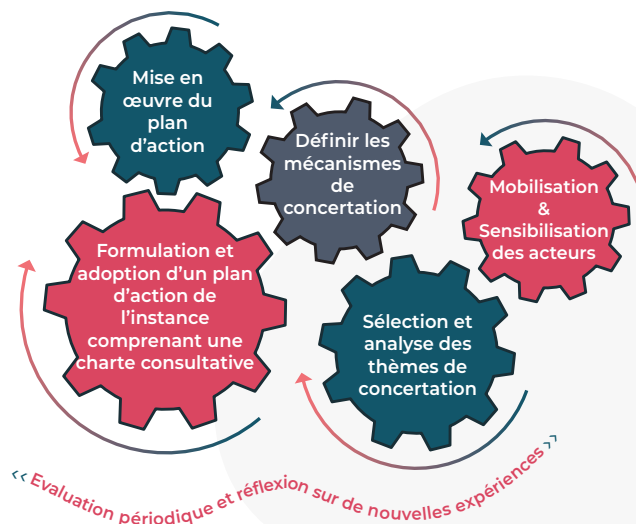 Mise en
œuvre du
plan
d'action
Définir les
mécanismes
de
concertation
Mobilisation
&
Sensibilisation
des acteurs
Formulation et
adoption d'un plan
d'action de
l'instance
comprenant une
charte consultative
Sélection et
analyse des
thèmes de
concertation
‹‹ Evaluation périodique et réflexion sur de nouvelles expériences ››